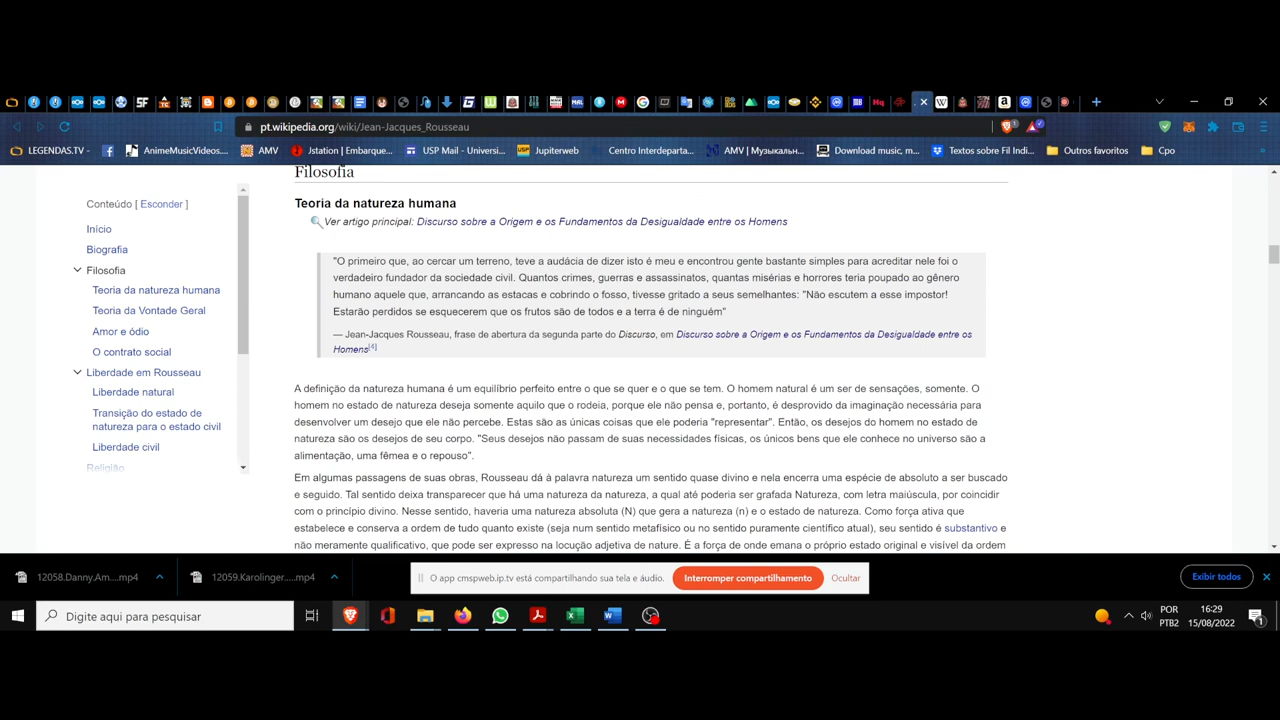 pt.wikipedia.org/wiki/Jean-Jacques_Rousseau
LEGENDAS.TV AnimeMusicVideos... AMV Jstation | Embarque... USP Mail - Universi... Jupiterweb Centro Interdeparta... AMV | Музыкальн... Download music, m... Textos sobre Fil Indi... Outros favoritos Cpo
Filosofia
Conteúdo [ Esconder ]
Início
Biografia
Filosofia
Teoria da natureza humana
Teoria da Vontade Geral
Amor e ódio
O contrato social
Liberdade em Rousseau
Liberdade natural
Transição do estado de
natureza para o estado civil
Liberdade civil
Religião
Teoria da natureza humana
Ver artigo principal: Discurso sobre a Origem e os Fundamentos da Desigualdade entre os Homens
"O primeiro que, ao cercar um terreno, teve a audácia de dizer isto é meu e encontrou gente bastante simples para acreditar nele foi o
verdadeiro fundador da sociedade civil. Quantos crimes, guerras e assassinatos, quantas misérias e horrores teria poupado ao gênero
humano aquele que, arrancando as estacas e cobrindo o fosso, tivesse gritado a seus semelhantes: "Não escutem a esse impostor!
Estarão perdidos se esquecerem que os frutos são de todos e a terra é de ninguém"
— Jean-Jacques Rousseau, frase de abertura da segunda parte do Discurso, em Discurso sobre a Origem e os Fundamentos da Desigualdade entre os
Homens[4]
A definição da natureza humana é um equilíbrio perfeito entre o que se quer e o que se tem. O homem natural é um ser de sensações, somente. O
homem no estado de natureza deseja somente aquilo que o rodeia, porque ele não pensa e, portanto, é desprovido da imaginação necessária para
desenvolver um desejo que ele não percebe. Estas são as únicas coisas que ele poderia "representar". Então, os desejos do homem no estado de
natureza são os desejos de seu corpo. "Seus desejos não passam de suas necessidades físicas, os únicos bens que ele conhece no universo são a
alimentação, uma fêmea e o repouso".
Em algumas passagens de suas obras, Rousseau dá à palavra natureza um sentido quase divino e nela encerra uma espécie de absoluto a ser buscado
e seguido. Tal sentido deixa transparecer que há uma natureza da natureza, a qual até poderia ser grafada Natureza, com letra maiúscula, por coincidir
com o princípio divino. Nesse sentido, haveria uma natureza absoluta (N) que gera a natureza (n) e o estado de natureza. Como força ativa que
estabelece e conserva a ordem de tudo quanto existe (seja num sentido metafísico ou no sentido puramente científico atual), seu sentido é substantivo e
não meramente qualificativo, que pode ser expresso na locução adjetiva de nature. É a força de onde emana o próprio estado original e visível da ordem
12058.Danny.Am....mp4 12059.Karolinger....mp4 O app cmspweb.ip.tv está compartilhando sua tela e áudio. Interromper compartilhamento Ocultar Exibir todos
Digite aqui para pesquisar
POR
PTB2
16:29
15/08/2022